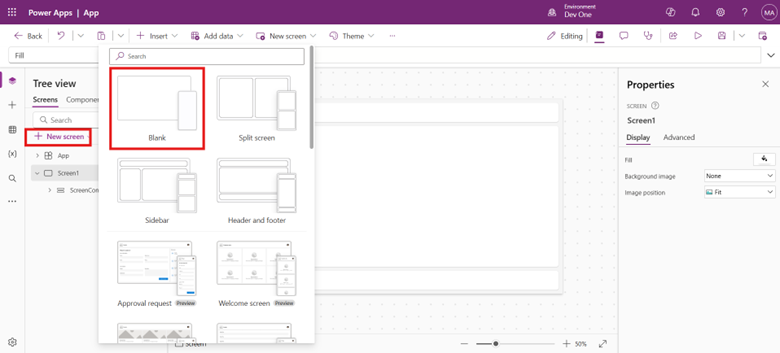 Power Apps | App
Environment
Dev One
MA
Back
Insert
Add data
New screen
Theme
Editing
Fill
Tree view
Screens
Componen
Search
New screen
App
Screen1
ScreenCon
Search
Blank
Split screen
Sidebar
Header and footer
Approval request Preview
Welcome screen Preview
Properties
SCREEN
Screen1
Display
Advanced
Fill
Background image
None
Image position
Fit
Screen1
50%